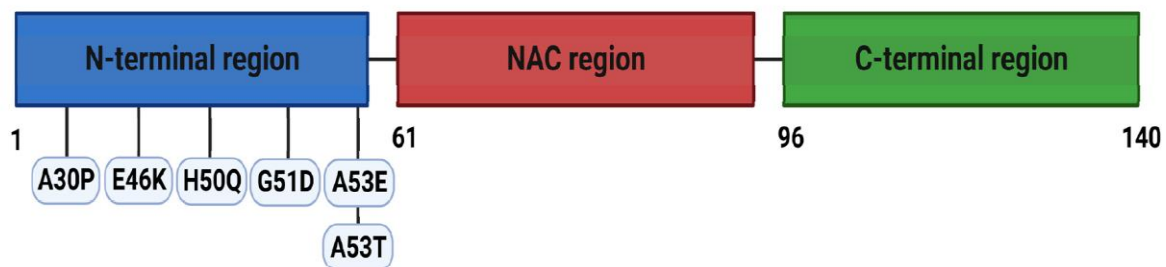 N-terminal region NAC region C-terminal region
1 61 96 140
A30P E46K H50Q G51D A53E
A53T